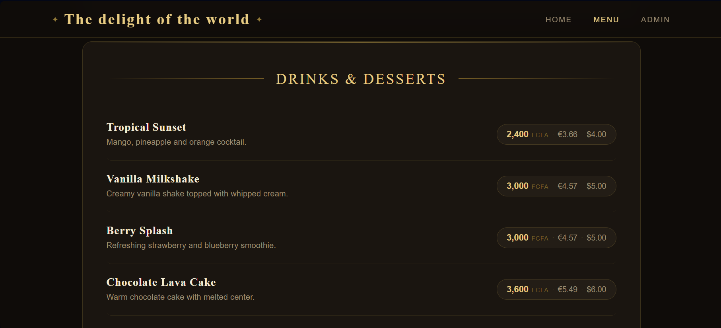 ✦ The delight of the world ✦
HOME MENU ADMIN
DRINKS & DESSERTS
Tropical Sunset
Mango, pineapple and orange cocktail.
2,400 FCFA €3.66 $4.00
Vanilla Milkshake
Creamy vanilla shake topped with whipped cream.
3,000 FCFA €4.57 $5.00
Berry Splash
Refreshing strawberry and blueberry smoothie.
3,000 FCFA €4.57 $5.00
Chocolate Lava Cake
Warm chocolate cake with melted center.
3,600 FCFA €5.49 $6.00